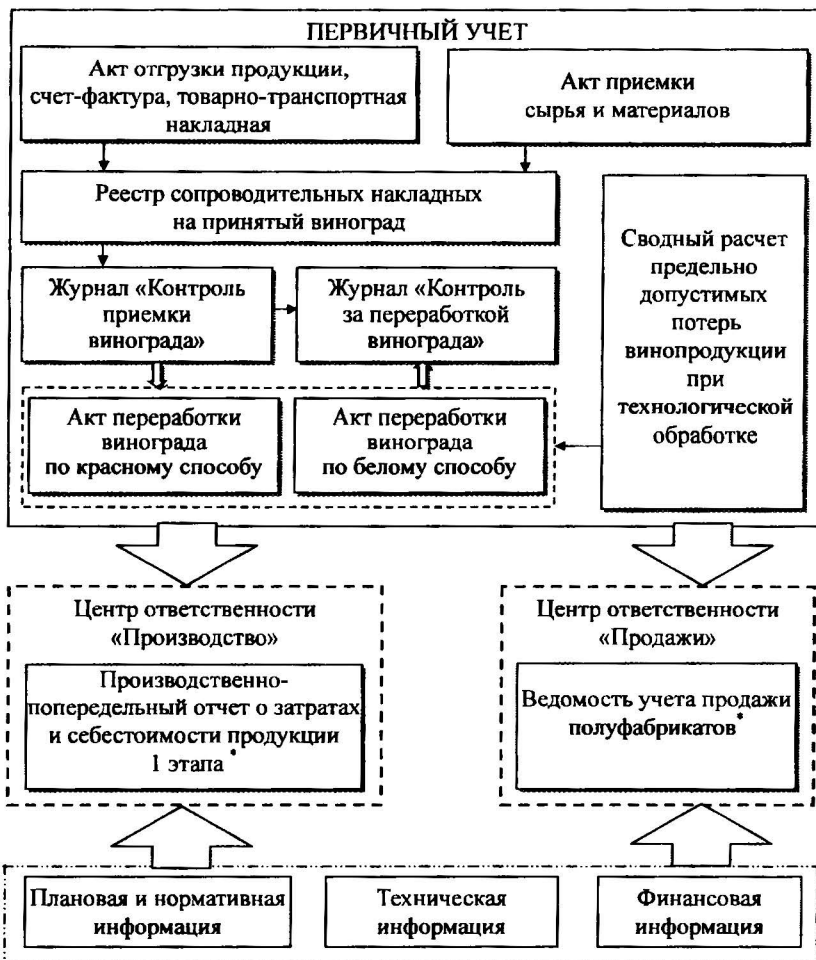 ПЕРВИЧНЫЙ УЧЕТ
Акт отгрузки продукции,
счет-фактура, товарно-транспортная
накладная
Акт приемки
сырья и материалов
Реестр сопроводительных накладных
на принятый виноград
Сводный расчет
предельно
допустимых
потерь
винопродукции
при
технологической
обработке
Журнал «Контроль
приемки
винограда»
Журнал «Контроль
за переработкой
винограда»
Акт переработки
винограда
по красному способу
Акт переработки
винограда
по белому способу
Центр ответственности
«Производство»
Производственно-
попередельный отчет о затратах
и себестоимости продукции
1 этапа *
Центр ответственности
«Продажи»
Ведомость учета продажи
полуфабрикатов*
Плановая и нормативная
информация
Техническая
информация
Финансовая
информация